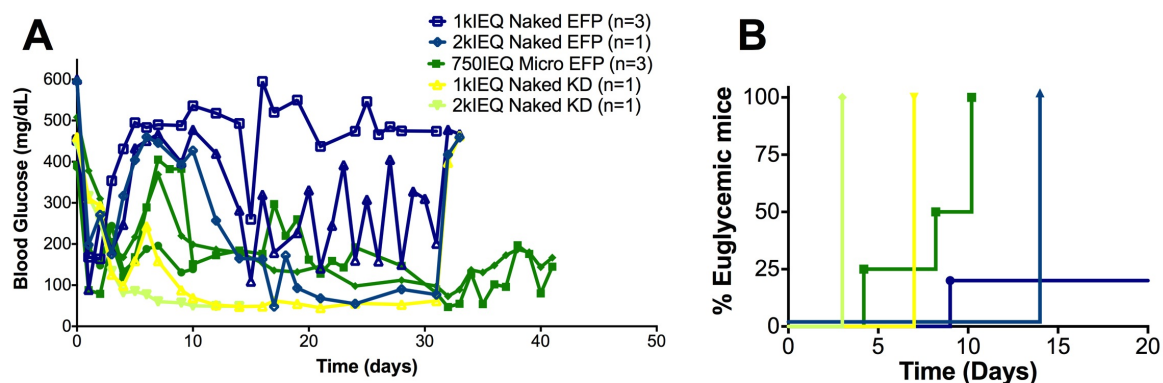 A
1kIEQ Naked EFP (n=3)
2kIEQ Naked EFP (n=1)
750IEQ Micro EFP (n=3)
1kIEQ Naked KD (n=1)
2kIEQ Naked KD (n=1)
Blood Glucose (mg/dL)
600
500
400
300
200
100
0
0 10 20 30 40 50
Time (days)
B
% Euglycemic mice
100
75
50
25
0
0 5 10 15 20
Time (Days)